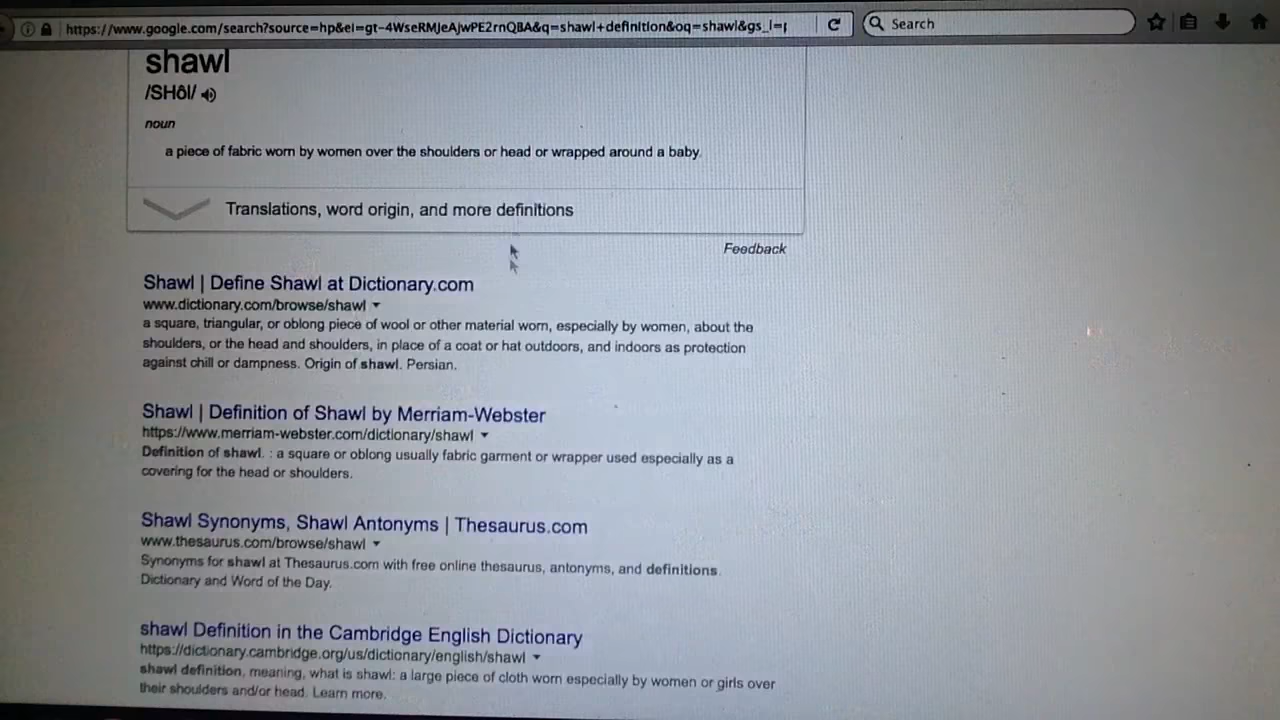 https://www.google.com/search?source=hp&ei=gt-4WseRMJeAjwPE2rnQBA&q=shawl+definition&oq=shawl&gs_l=
Search
shawl
/SHôl/
noun
a piece of fabric worn by women over the shoulders or head or wrapped around a baby.
Translations, word origin, and more definitions
Feedback
Shawl | Define Shawl at Dictionary.com
www.dictionary.com/browse/shawl
a square, triangular, or oblong piece of wool or other material worn, especially by women, about the
shoulders, or the head and shoulders, in place of a coat or hat outdoors, and indoors as protection
against chill or dampness. Origin of shawl. Persian.
Shawl | Definition of Shawl by Merriam-Webster
https://www.merriam-webster.com/dictionary/shawl
Definition of shawl. : a square or oblong usually fabric garment or wrapper used especially as a
covering for the head or shoulders.
Shawl Synonyms, Shawl Antonyms | Thesaurus.com
www.thesaurus.com/browse/shawl
Synonyms for shawl at Thesaurus.com with free online thesaurus, antonyms, and definitions.
Dictionary and Word of the Day.
shawl Definition in the Cambridge English Dictionary
https://dictionary.cambridge.org/us/dictionary/english/shawl
shawl definition, meaning, what is shawl: a large piece of cloth worn especially by women or girls over
their shoulders and/or head. Learn more.